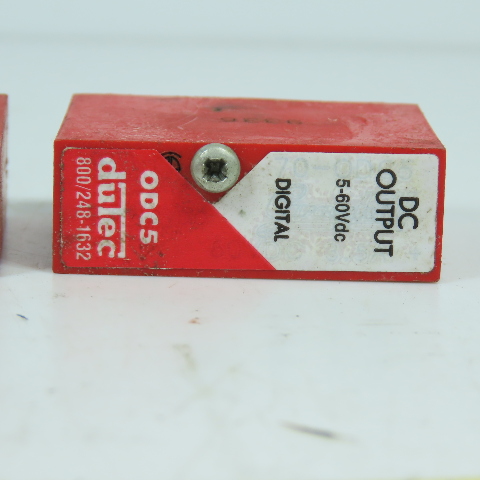 DC
OUTPUT
5-60Vdc
DIGITAL
ODC5
dutec
800/248-1632